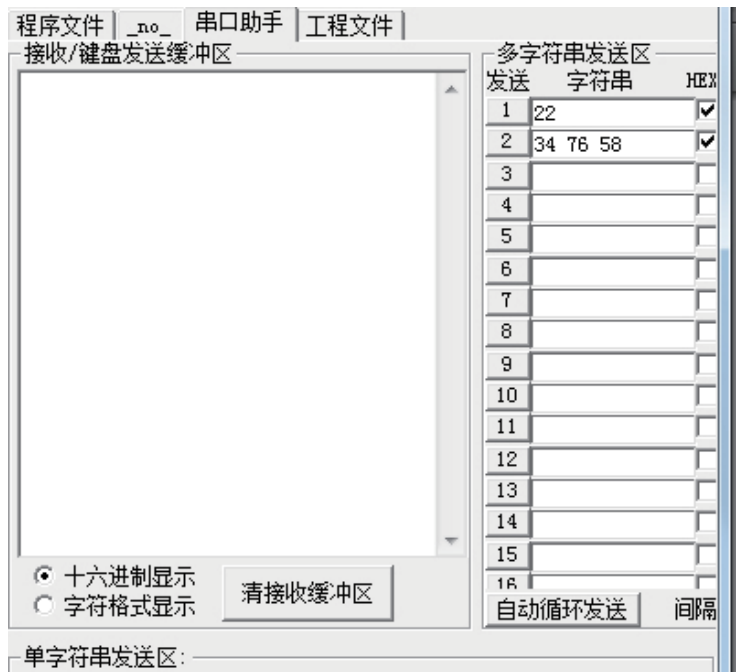 程序文件 _no_ 串口助手 工程文件
接收/键盘发送缓冲区
多字符串发送区
发送 字符串 HEX
1 22
2 34 76 58
3
4
5
6
7
8
9
10
11
12
13
14
15
16
十六进制显示
字符格式显示
清接收缓冲区
自动循环发送 间隔
单字符串发送区: